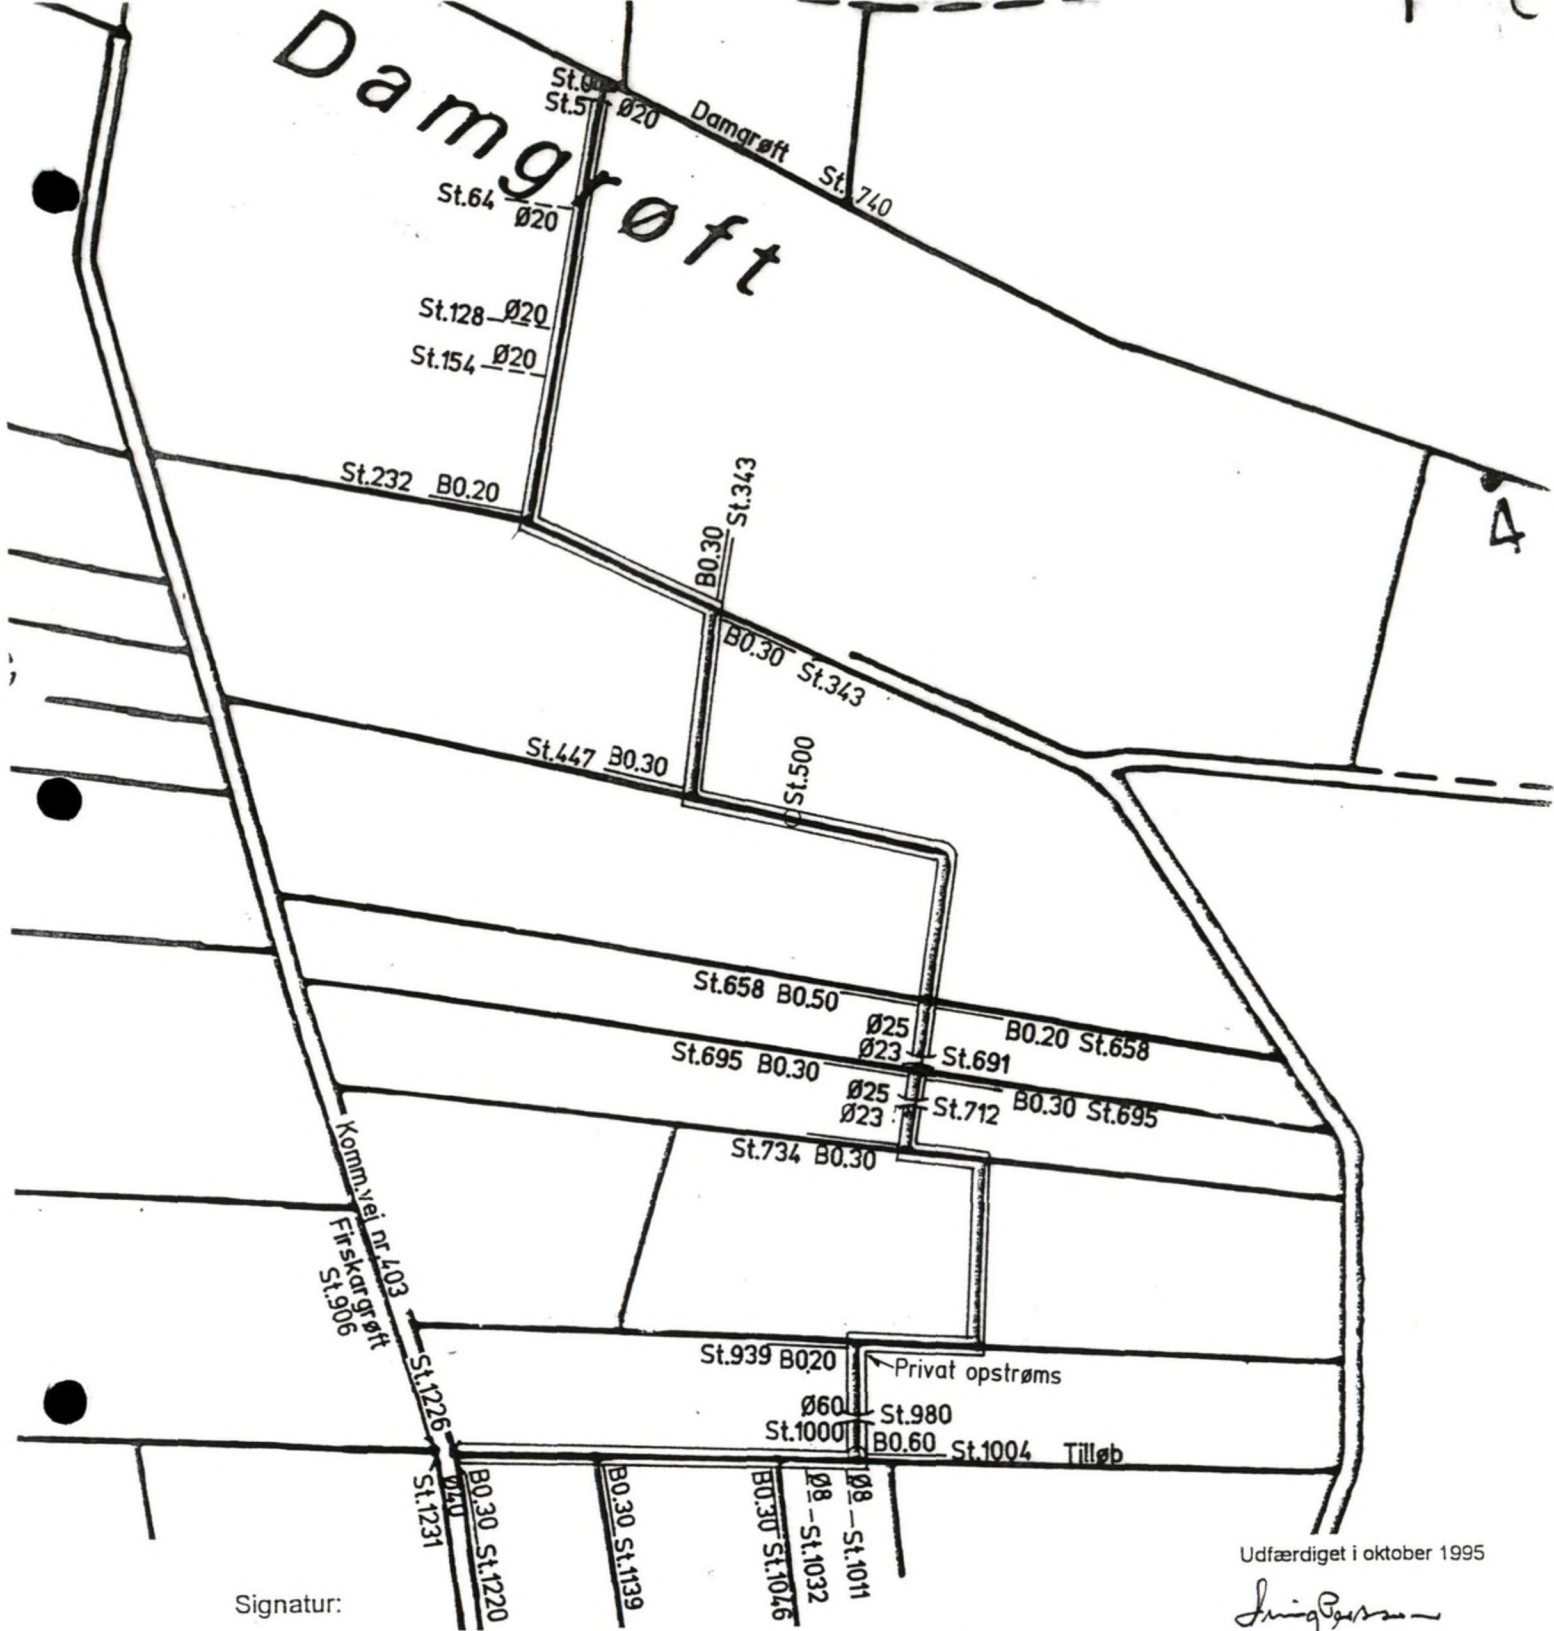 Damgrøft
St.0
St.5 Ø20
Damgrøft
St. 740
St.64
Ø20
St.128 Ø20
St.154 Ø20
St.232 B0.20
B0.30 St.343
B0.30 St.343
4
St.447 B0.30
St.500
St.658 B0.50
B0.20 St.658
Ø25
Ø23 St.691
St.695 B0.30
B0.30 St.695
Ø25
Ø23 St.712
St.734 B0.30
Komm.vej nr.403
Firskargrøft
St.906
St.939 B0.20
Privat opstrøms
Ø60 St.980
St.1000
B0.60 St.1004 Tilløb
St.1226
St.1231
Ø40
B0.30 St.1220
B0.30 St.1139
B0.30 St.1046
Ø8 St.1032
Ø8 St.1011
Udfærdiget i oktober 1995
Signatur: